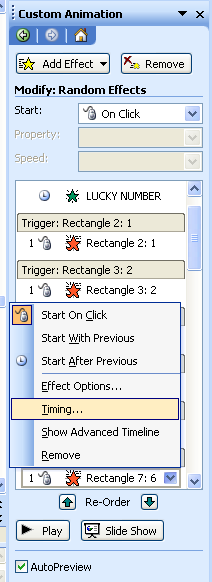 Custom Animation
Add Effect
Remove
Modify: Random Effects
Start:
On Click
Property:
Speed:
LUCKY NUMBER
Trigger: Rectangle 2: 1
1 Rectangle 2: 1
Trigger: Rectangle 3: 2
1 Rectangle 3: 2
Start On Click
Start With Previous
Start After Previous
Effect Options...
Timing...
Show Advanced Timeline
Remove
1 Rectangle 7: 6
Re-Order
Play
Slide Show
AutoPreview